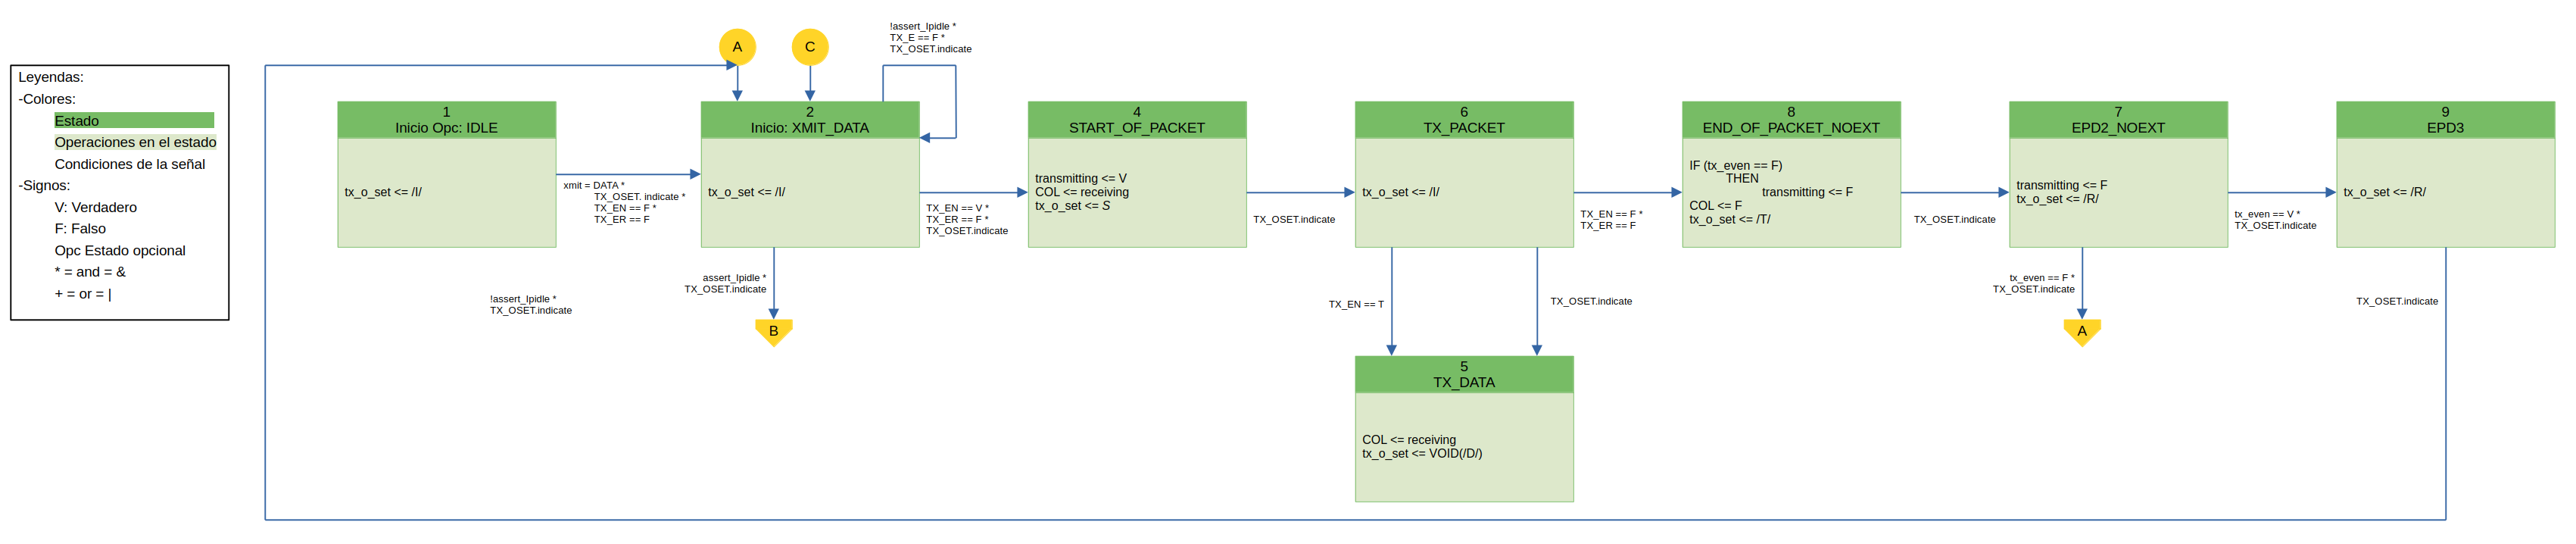 Leyendas:
-Colores:
Estado
Operaciones en el estado
Condiciones de la señal
-Signos:
V: Verdadero
F: Falso
Opc Estado opcional
* = and = &
+ = or = |
A
C
!assert_Ipidle *
TX_E == F *
TX_OSET.indicate
1
Inicio Opc: IDLE
tx_o_set <= /I/
xmit = DATA *
TX_OSET. indicate *
TX_EN == F *
TX_ER == F
!assert_Ipidle *
TX_OSET.indicate
2
Inicio: XMIT_DATA
tx_o_set <= /I/
assert_Ipidle *
TX_OSET.indicate
B
TX_EN == V *
TX_ER == F *
TX_OSET.indicate
4
START_OF_PACKET
transmitting <= V
COL <= receiving
tx_o_set <= S
TX_OSET.indicate
6
TX_PACKET
tx_o_set <= /I/
TX_EN == T
TX_OSET.indicate
5
TX_DATA
COL <= receiving
tx_o_set <= VOID(/D/)
TX_EN == F *
TX_ER == F
8
END_OF_PACKET_NOEXT
IF (tx_even == F)
THEN
transmitting <= F
COL <= F
tx_o_set <= /T/
TX_OSET.indicate
7
EPD2_NOEXT
transmitting <= F
tx_o_set <= /R/
tx_even == F *
TX_OSET.indicate
A
tx_even == V *
TX_OSET.indicate
9
EPD3
tx_o_set <= /R/
TX_OSET.indicate